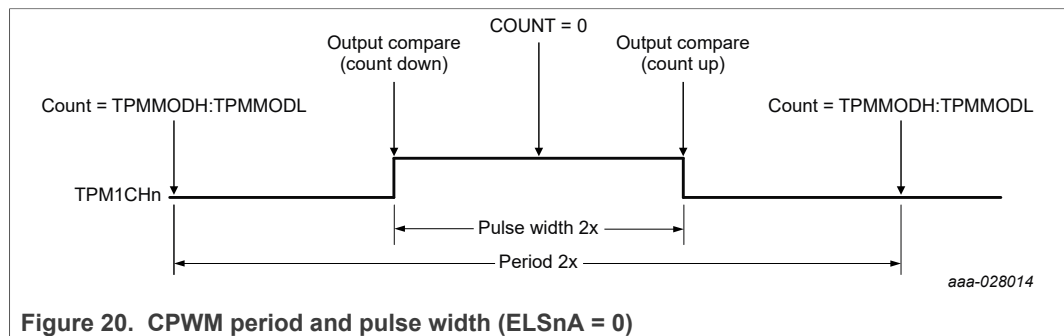 COUNT = 0
Output compare
(count down)
Output compare
(count up)
Count = TPMMODH:TPMMODL
Count = TPMMODH:TPMMODL
TPM1CHn
Pulse width 2x
Period 2x
aaa-028014
Figure 20. CPWM period and pulse width (ELSnA = 0)